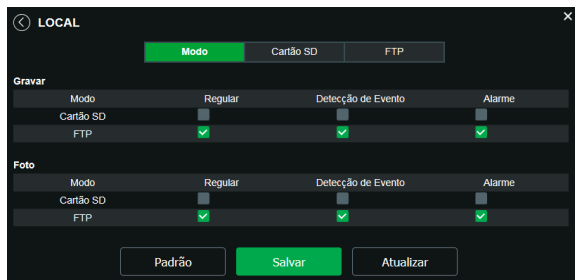 LOCAL
Modo Cartão SD FTP
Gravar
Modo Regular Detecção de Evento Alarme
Cartão SD
FTP
Foto
Modo Regular Detecção de Evento Alarme
Cartão SD
FTP
Padrão Salvar Atualizar